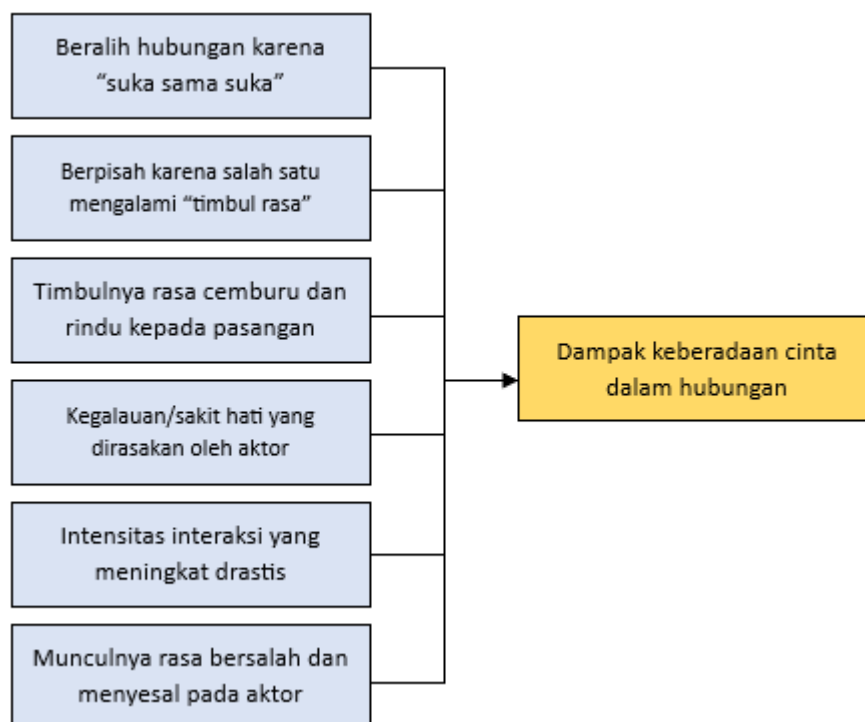 Beralih hubungan karena
“suka sama suka”
Berpisah karena salah satu
mengalami “timbul rasa”
Timbulnya rasa cemburu dan
rindu kepada pasangan
Kegalauan/sakit hati yang
dirasakan oleh aktor
Intensitas interaksi yang
meningkat drastis
Munculnya rasa bersalah dan
menyesal pada aktor
Dampak keberadaan cinta
dalam hubungan